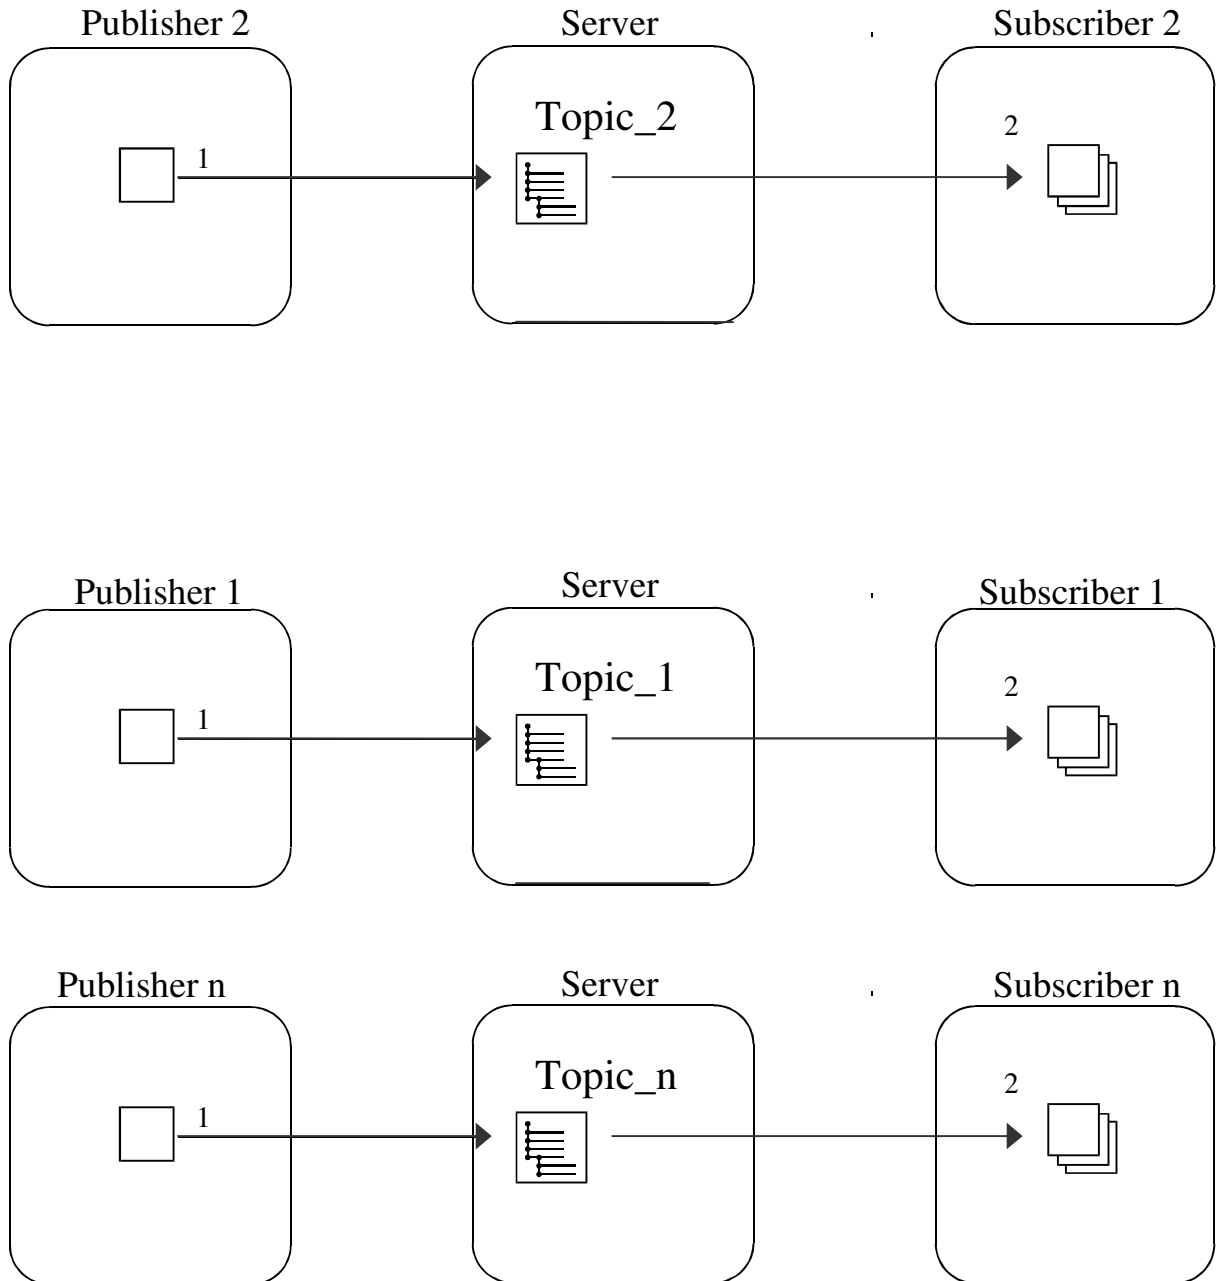 Publisher 2 Server Subscriber 2
Topic_2
1 2
Publisher 1 Server Subscriber 1
Topic_1
1 2
Publisher n Server Subscriber n
Topic_n
1 2